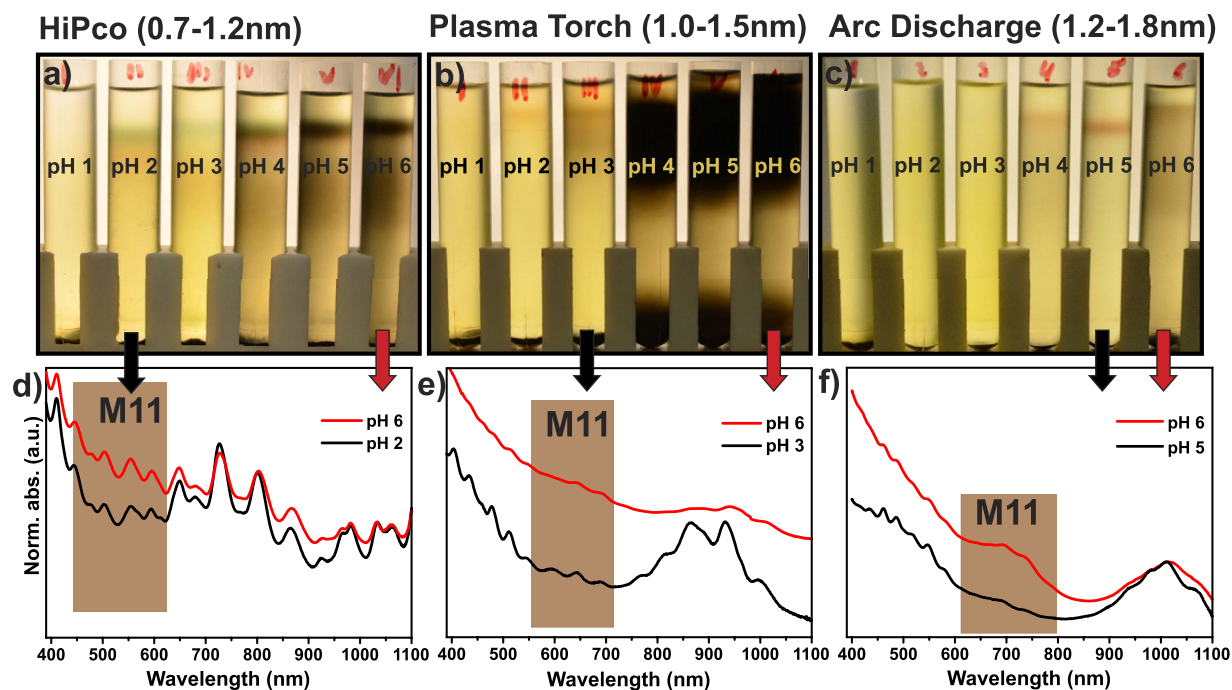 HiPco (0.7-1.2nm)
Plasma Torch (1.0-1.5nm)
Arc Discharge (1.2-1.8nm)
a)
pH 1
pH 2
pH 3
pH 4
pH 5
pH 6
b)
I
II
III
IV
V
VI
pH 1
pH 2
pH 3
pH 4
pH 5
pH 6
c)
pH 1
pH 2
pH 3
pH 4
pH 5
pH 6
d)
M11
pH 6
pH 2
Norm. abs. (a.u.)
400 500 600 700 800 900 1000 1100
Wavelength (nm)
e)
M11
pH 6
pH 3
400 500 600 700 800 900 1000 1100
Wavelength (nm)
f)
M11
pH 6
pH 5
400 500 600 700 800 900 1000 1100
Wavelength (nm)